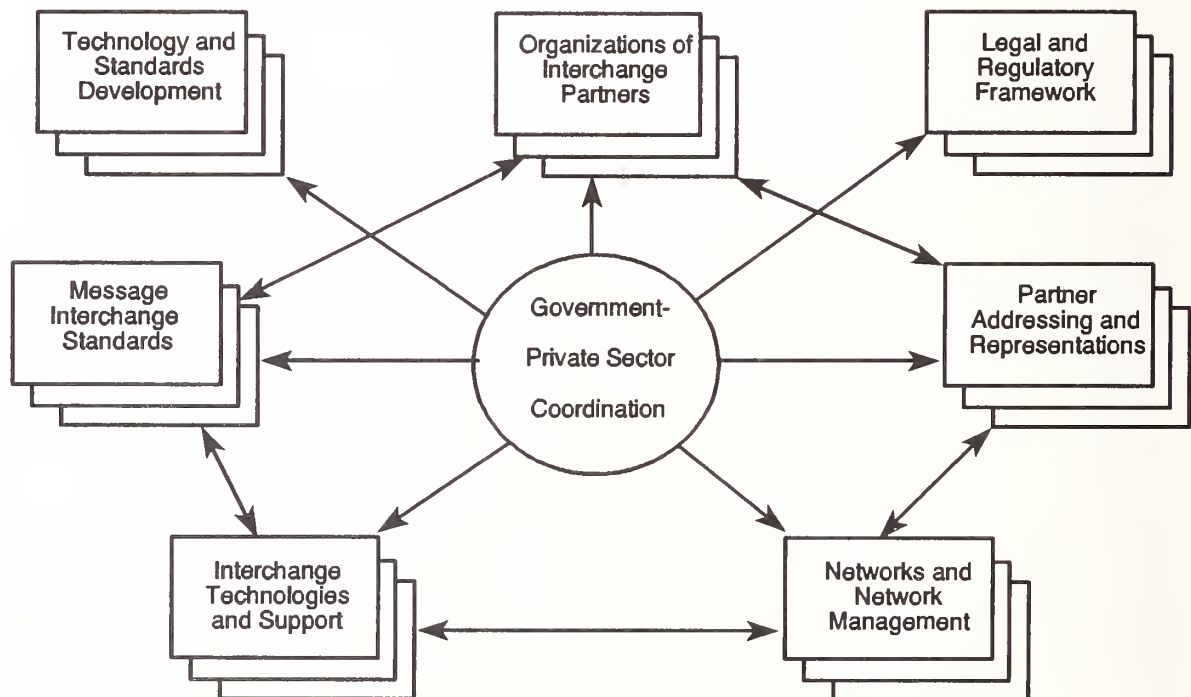 Technology and
Standards
Development
Organizations of
Interchange
Partners
Legal and
Regulatory
Framework
Message
Interchange
Standards
Government-
Private Sector
Coordination
Partner
Addressing and
Representations
Interchange
Technologies
and Support
Networks and
Network
Management